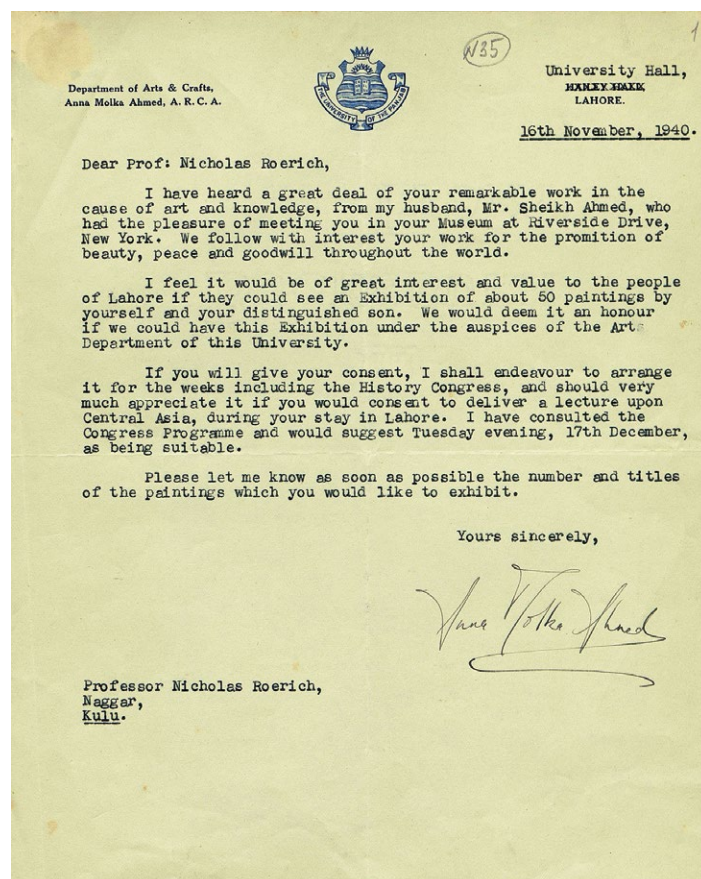 N35
1
Department of Arts & Crafts,
Anna Molka Ahmed, A. R. C. A.
THE UNIVERSITY OF THE PANJAB
University Hall,
LAHORE.
16th November, 1940.
Dear Prof: Nicholas Roerich,
I have heard a great deal of your remarkable work in the
cause of art and knowledge, from my husband, Mr. Sheikh Ahmed, who
had the pleasure of meeting you in your Museum at Riverside Drive,
New York. We follow with interest your work for the promition of
beauty, peace and goodwill throughout the world.
I feel it would be of great interest and value to the people
of Lahore if they could see an Exhibition of about 50 paintings by
yourself and your distinguished son. We would deem it an honour
if we could have this Exhibition under the auspices of the Arts
Department of this University.
If you will give your consent, I shall endeavour to arrange
it for the weeks including the History Congress, and should very
much appreciate it if you would consent to deliver a lecture upon
Central Asia, during your stay in Lahore. I have consulted the
Congress Programme and would suggest Tuesday evening, 17th December,
as being suitable.
Please let me know as soon as possible the number and titles
of the paintings which you would like to exhibit.
Yours sincerely,
Anna Molka Ahmed
Professor Nicholas Roerich,
Naggar,
Kulu.